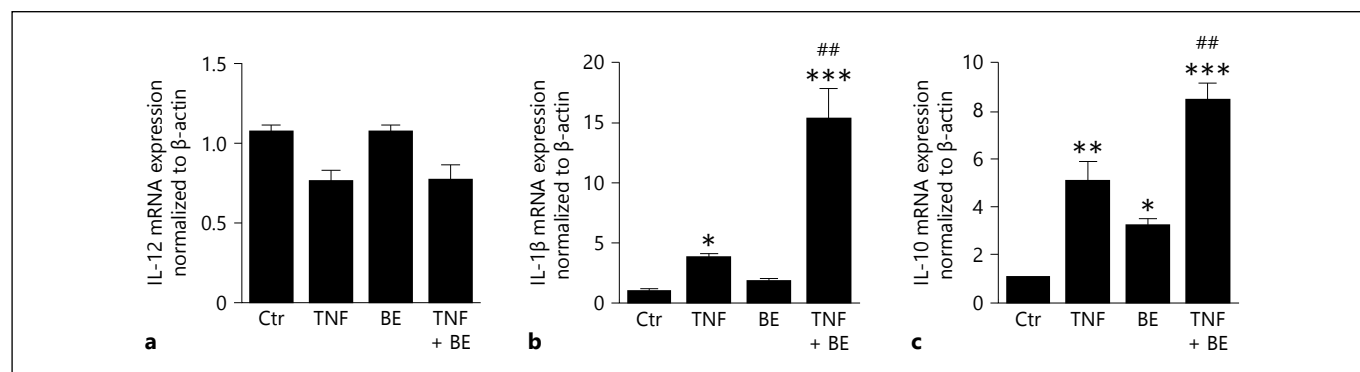 IL-12 mRNA expression
normalized to β-actin
1.5
1.0
0.5
0
Ctr TNF BE TNF
+ BE
a
IL-1β mRNA expression
normalized to β-actin
20
15
10
5
0
*
##
***
Ctr TNF BE TNF
+ BE
b
IL-10 mRNA expression
normalized to β-actin
10
8
6
4
2
0
**
*
##
***
Ctr TNF BE TNF
+ BE
c